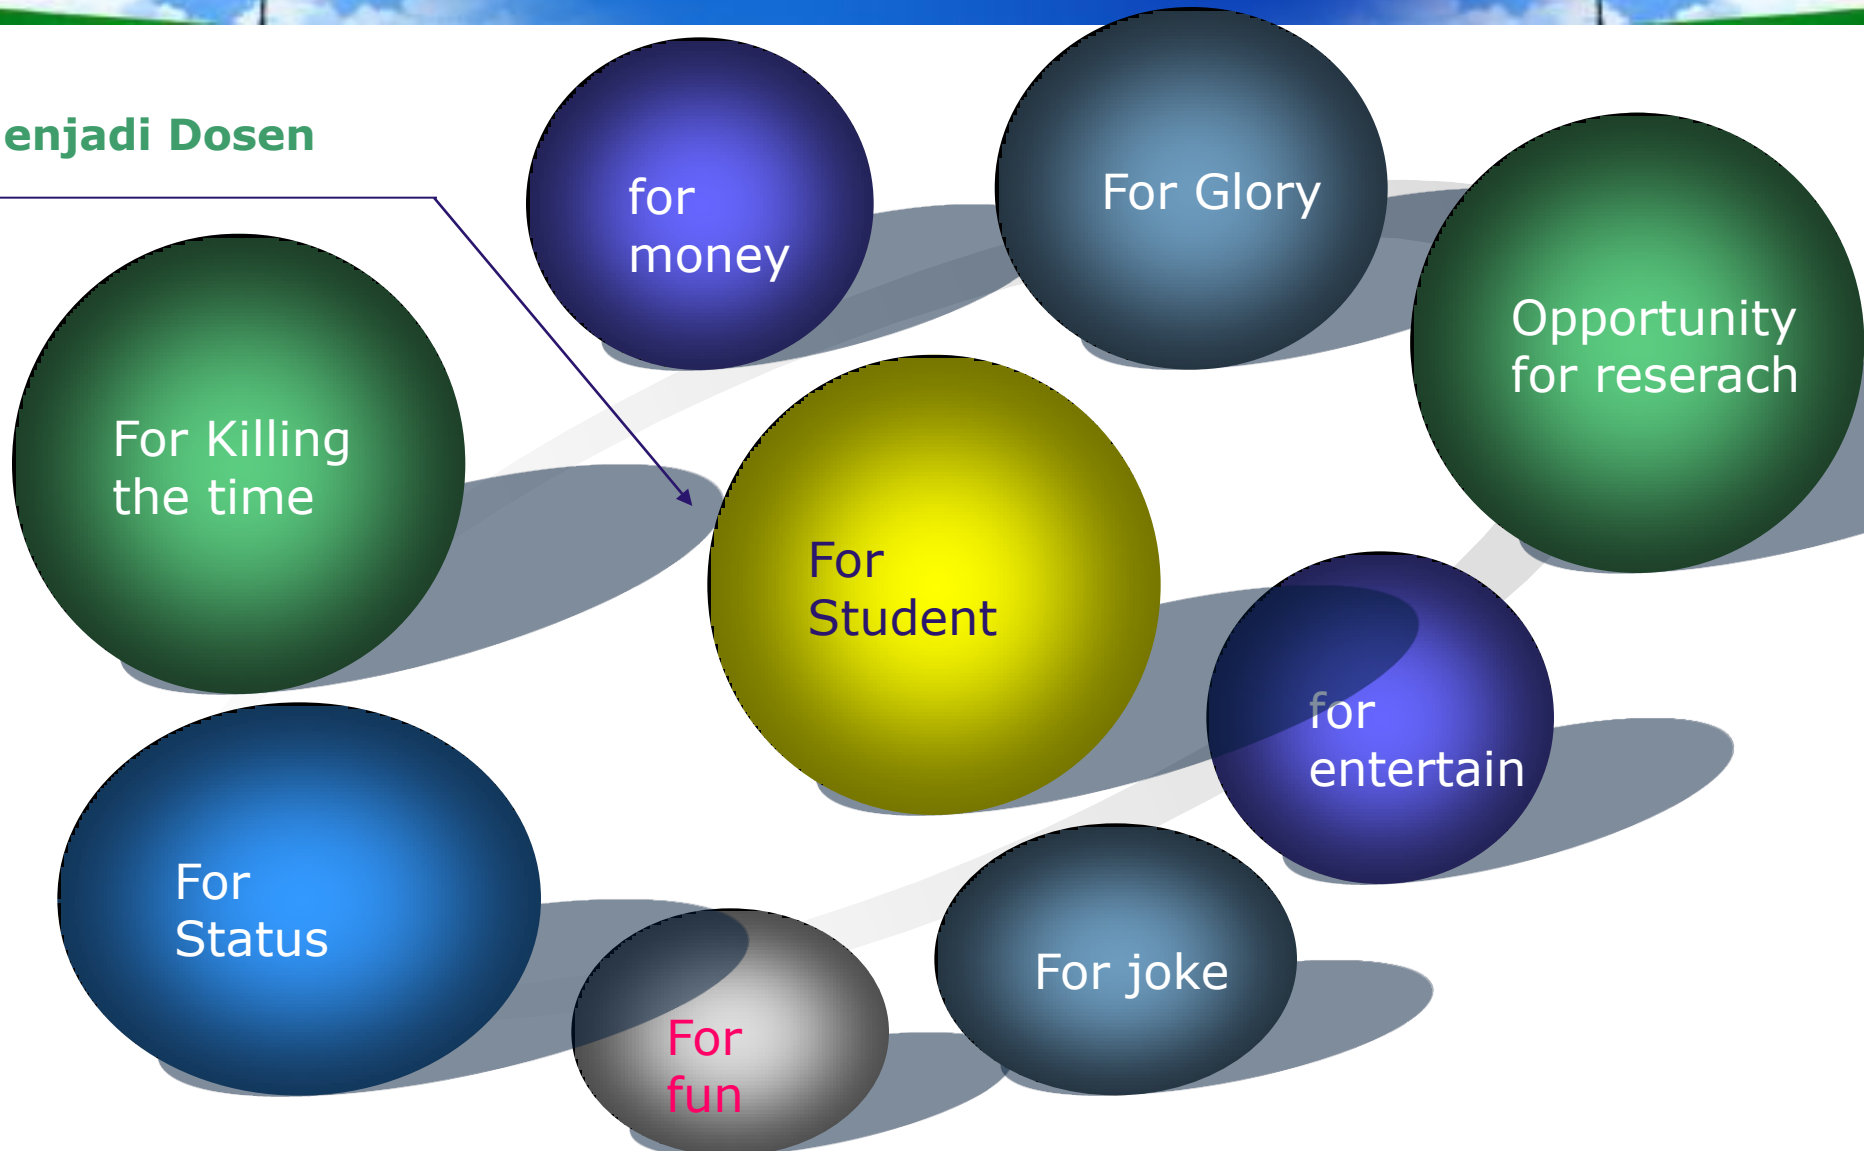 enjadi Dosen
for
money
For Glory
Opportunity
for reserach
For Killing
the time
For
Student
for
entertain
For
Status
For joke
For
fun